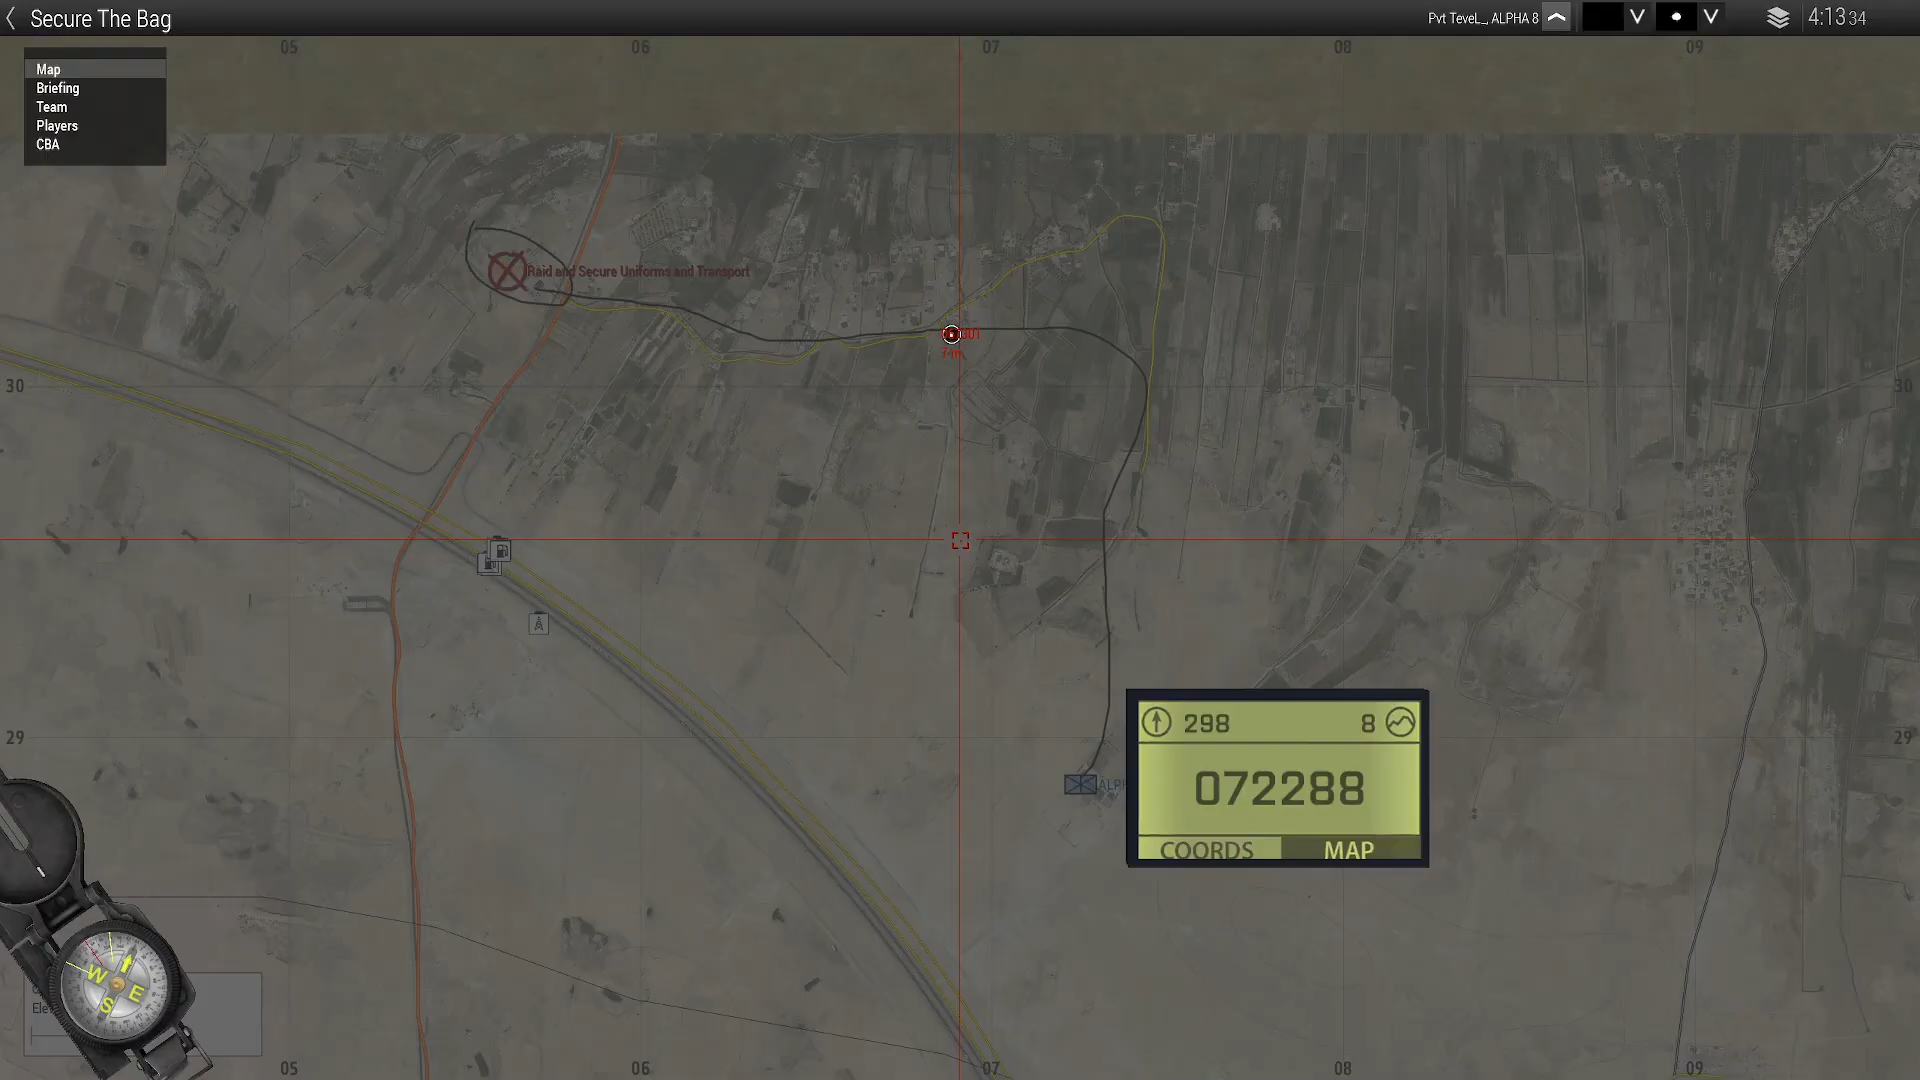 Secure The Bag
Pvt TeveL_, ALPHA 8
4:13 34
05 06 07 08 09
Map
Briefing
Team
Players
CBA
Raid and Secure Uniforms and Transport
30 30
29 29
298 8
072288
COORDS MAP
W E S
05 06 07 08 09